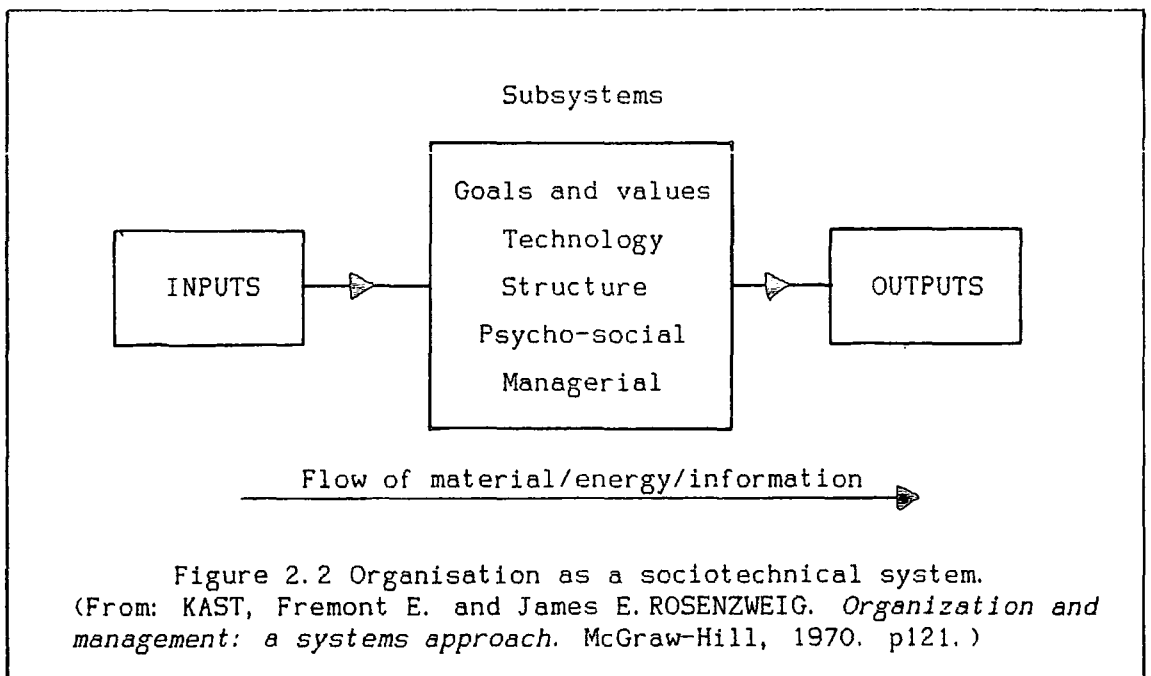 Subsystems
Goals and values
Technology
INPUTS
Structure
OUTPUTS
Psycho-social
Managerial
Flow of material/energy/information
Figure 2.2 Organisation as a sociotechnical system.
(From: KAST, Fremont E. and James E. ROSENZWEIG. Organization and
management: a systems approach. McGraw-Hill, 1970. p121.)